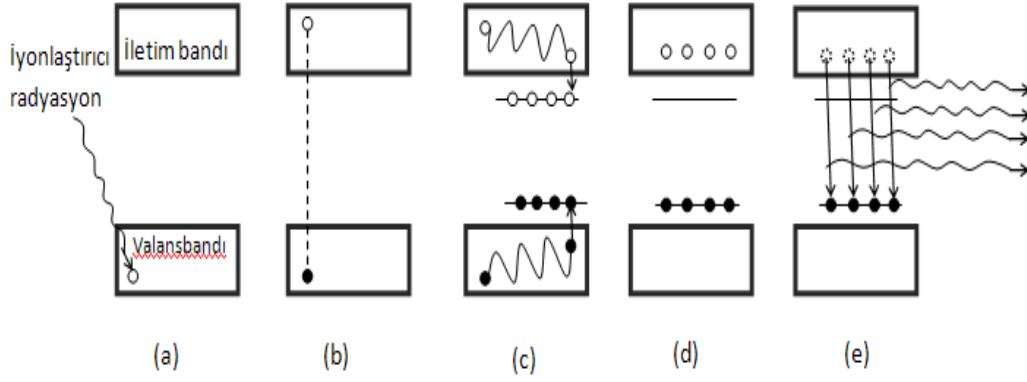 İyonlaştırıcı
radyasyon
İletim bandı
Valansbandı
(a)
(b)
(c)
(d)
(e)